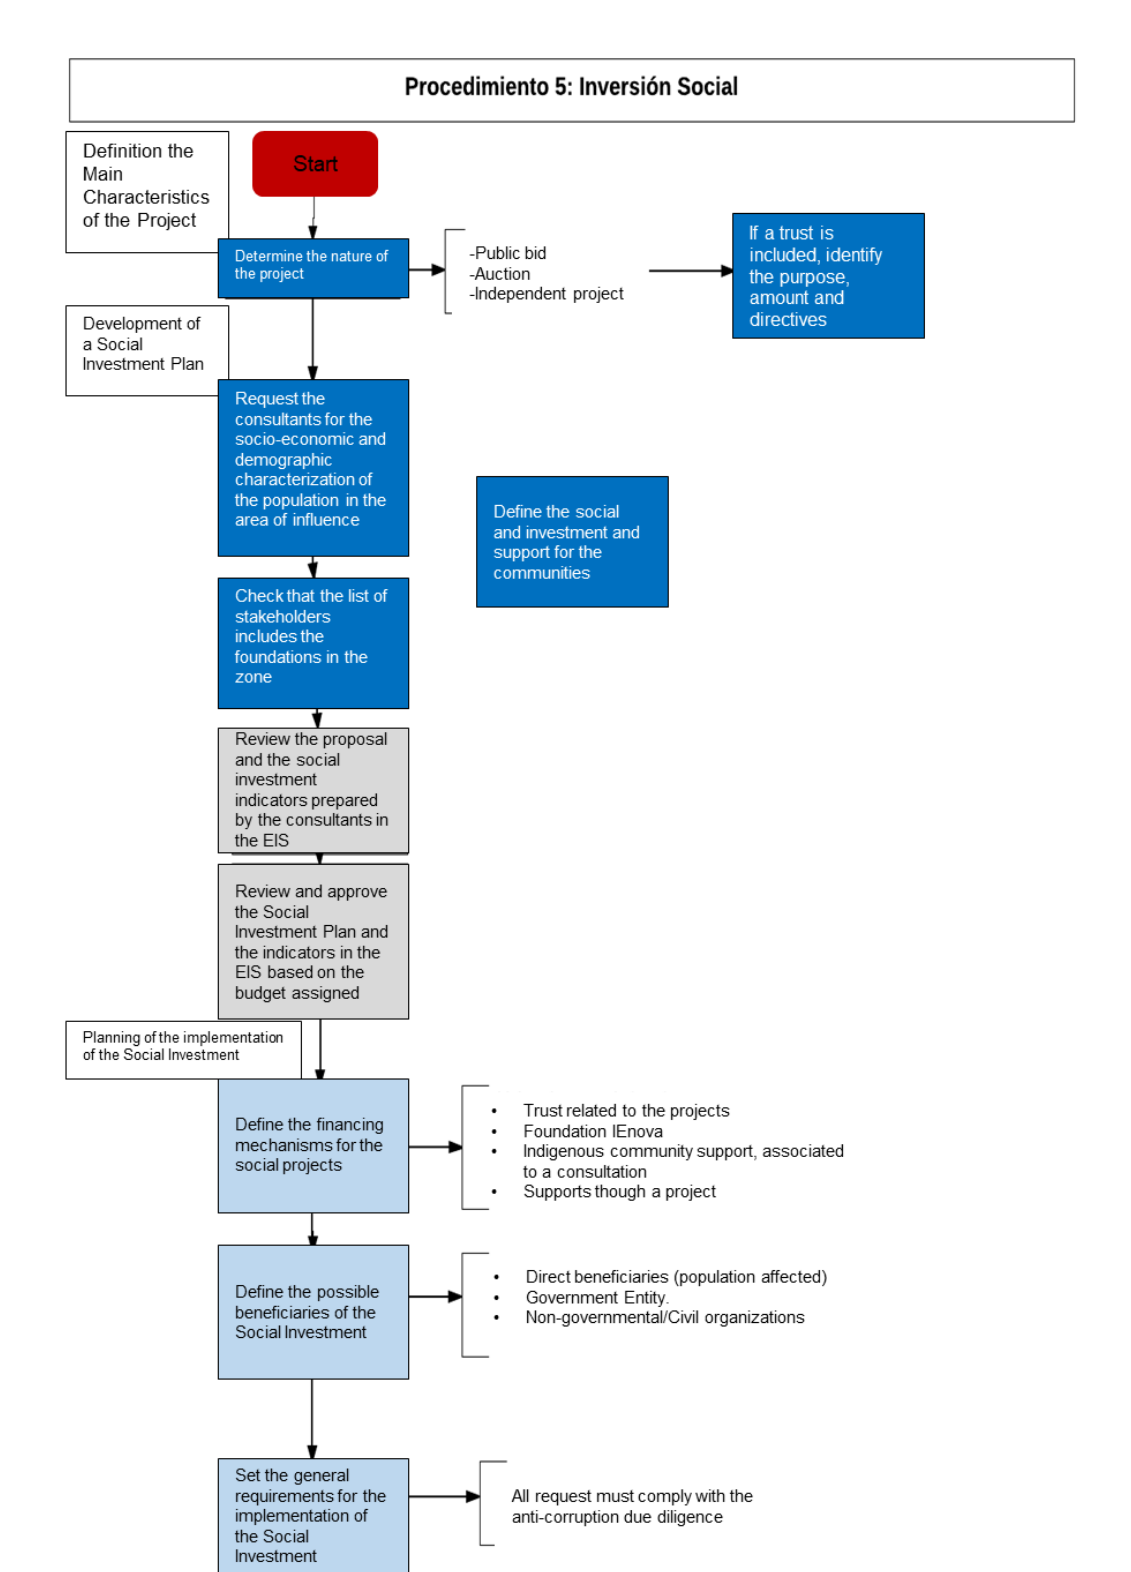 Procedimiento 5: Inversión Social
Definition the
Main
Characteristics
of the Project
Start
Determine the nature of
the project
-Public bid
-Auction
-Independent project
If a trust is
included, identify
the purpose,
amount and
directives
Development of
a Social
Investment Plan
Request the
consultants for the
socio-economic and
demographic
characterization of
the population in the
area of influence
Define the social
and investment and
support for the
communities
Check that the list of
stakeholders
includes the
foundations in the
zone
Review the proposal
and the social
investment
indicators prepared
by the consultants in
the EIS
Review and approve
the Social
Investment Plan and
the indicators in the
EIS based on the
budget assigned
Planning of the implementation
of the Social Investment
Define the financing
mechanisms for the
social projects
• Trust related to the projects
• Foundation IEnova
• Indigenous community support, associated
to a consultation
• Supports though a project
Define the possible
beneficiaries of the
Social Investment
• Direct beneficiaries (population affected)
• Government Entity.
• Non-governmental/Civil organizations
Set the general
requirements for the
implementation of
the Social
Investment
All request must comply with the
anti-corruption due diligence